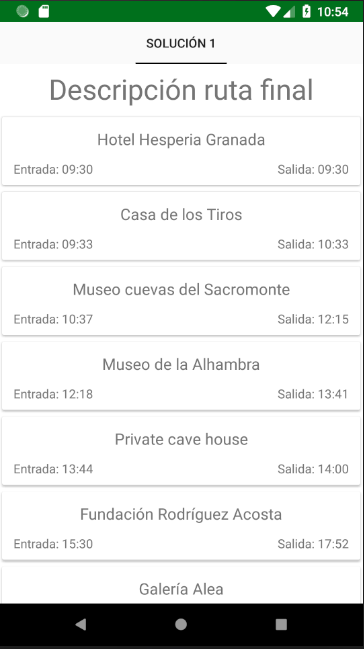 10:54
SOLUCIÓN 1
Descripción ruta final
Hotel Hesperia Granada
Entrada: 09:30 Salida: 09:30
Casa de los Tiros
Entrada: 09:33 Salida: 10:33
Museo cuevas del Sacromonte
Entrada: 10:37 Salida: 12:15
Museo de la Alhambra
Entrada: 12:18 Salida: 13:41
Private cave house
Entrada: 13:44 Salida: 14:00
Fundación Rodríguez Acosta
Entrada: 15:30 Salida: 17:52
Galería Alea